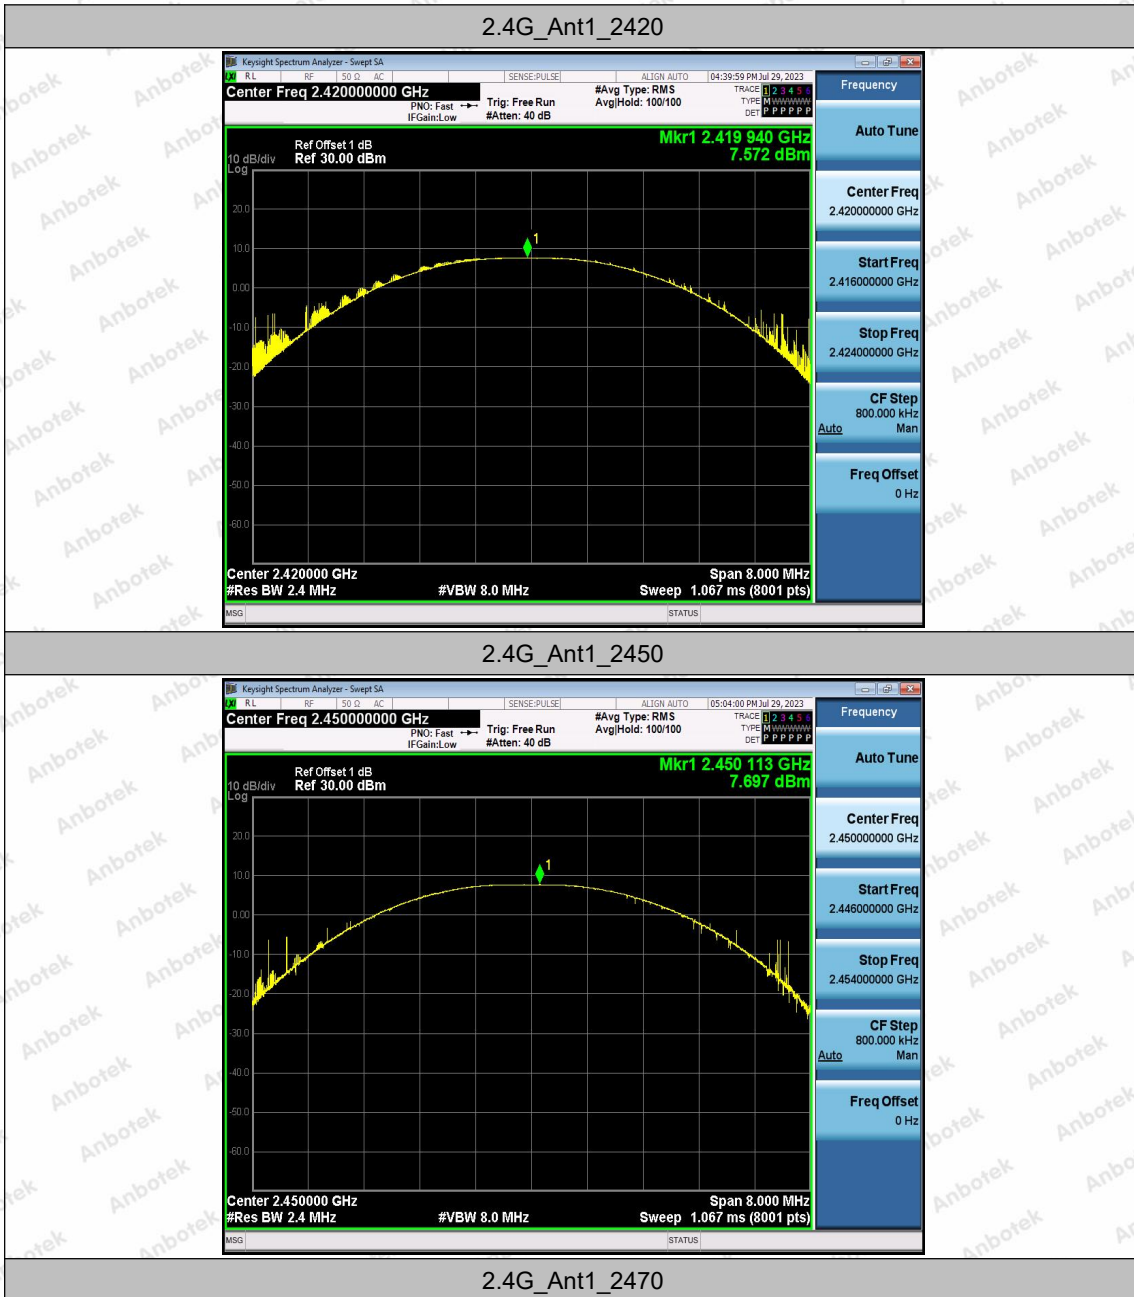 2.4G_Ant1_2420
Keysight Spectrum Analyzer - Swept SA
RL RF 50 Ω AC SENSE:PULSE ALIGN AUTO 04:39:59 PM Jul 29, 2023
Center Freq 2.420000000 GHz
PNO: Fast
IFGain:Low
Trig: Free Run
#Atten: 40 dB
#Avg Type: RMS
Avg|Hold: 100/100
TRACE 1 2 3 4 5 6
TYPE M W W W W W
DET P P P P P P
Frequency
Auto Tune
Center Freq
2.420000000 GHz
Start Freq
2.416000000 GHz
Stop Freq
2.424000000 GHz
CF Step
800.000 kHz
Auto Man
Freq Offset
0 Hz
Mkr1 2.419 940 GHz
7.572 dBm
Ref Offset 1 dB
10 dB/div Ref 30.00 dBm
Log
20.0
10.0
0.00
-10.0
-20.0
-30.0
-40.0
-50.0
-60.0
1
Center 2.420000 GHz Span 8.000 MHz
#Res BW 2.4 MHz #VBW 8.0 MHz Sweep 1.067 ms (8001 pts)
MSG STATUS
2.4G_Ant1_2450
Keysight Spectrum Analyzer - Swept SA
RL RF 50 Ω AC SENSE:PULSE ALIGN AUTO 05:04:00 PM Jul 29, 2023
Center Freq 2.450000000 GHz
PNO: Fast
IFGain:Low
Trig: Free Run
#Atten: 40 dB
#Avg Type: RMS
Avg|Hold: 100/100
TRACE 1 2 3 4 5 6
TYPE M W W W W W
DET P P P P P P
Frequency
Auto Tune
Center Freq
2.450000000 GHz
Start Freq
2.446000000 GHz
Stop Freq
2.454000000 GHz
CF Step
800.000 kHz
Auto Man
Freq Offset
0 Hz
Mkr1 2.450 113 GHz
7.697 dBm
Ref Offset 1 dB
10 dB/div Ref 30.00 dBm
Log
20.0
10.0
0.00
-10.0
-20.0
-30.0
-40.0
-50.0
-60.0
1
Center 2.450000 GHz Span 8.000 MHz
#Res BW 2.4 MHz #VBW 8.0 MHz Sweep 1.067 ms (8001 pts)
MSG STATUS
2.4G_Ant1_2470
Anbotek